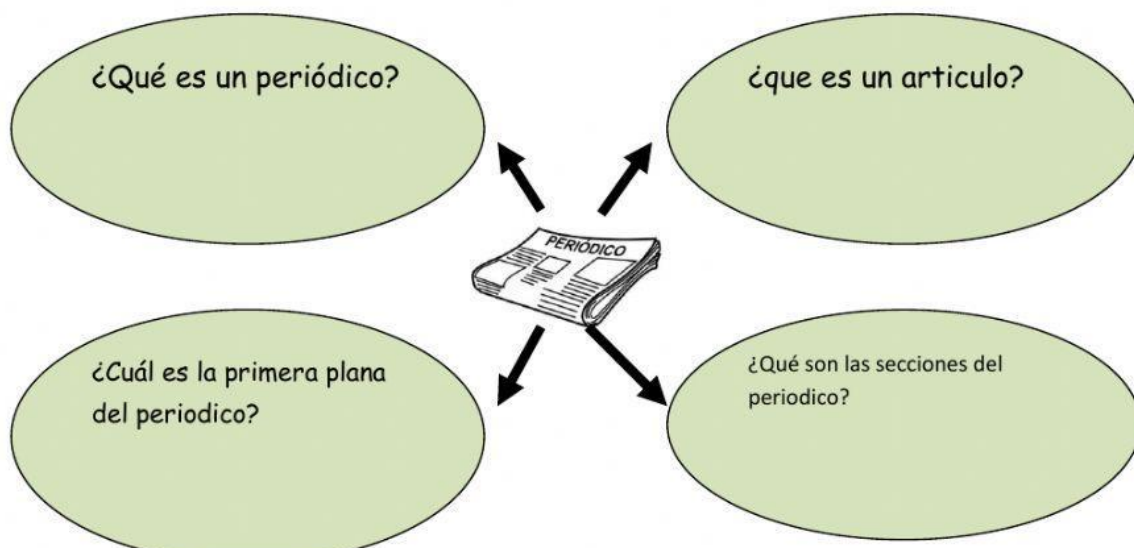 ¿Qué es un periódico?
¿que es un articulo?
PERIÓDICO
¿Cuál es la primera plana
del periodico?
¿Qué son las secciones del
periodico?